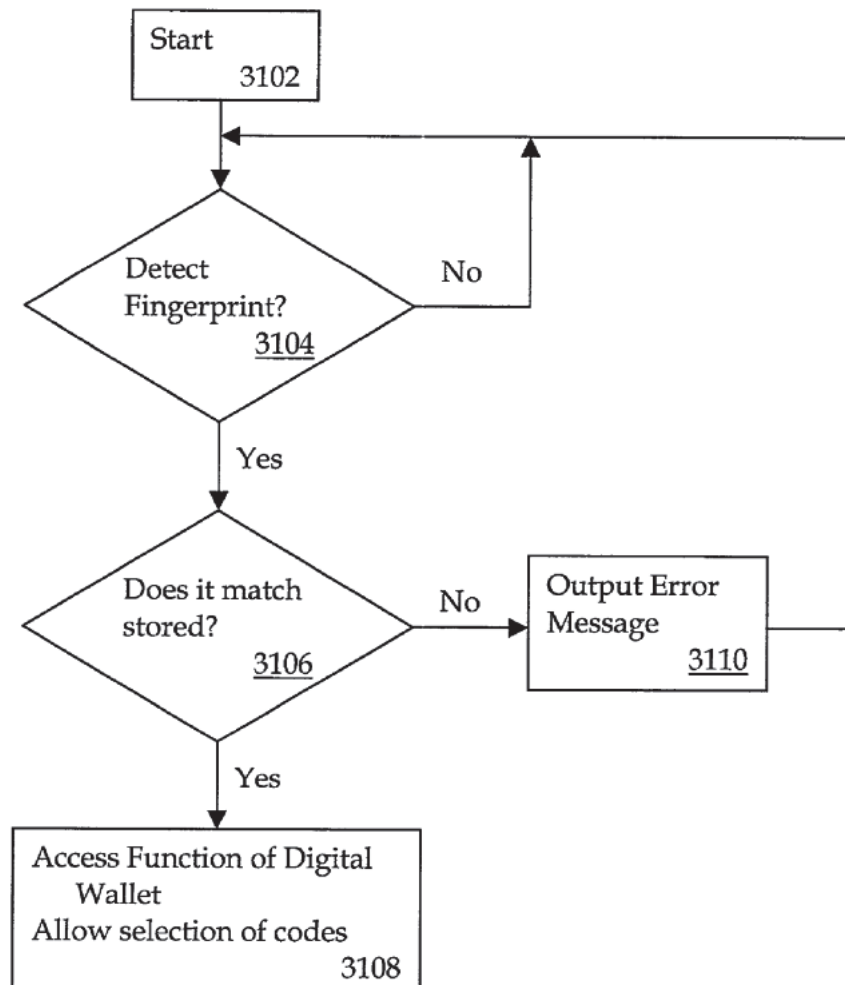 Start
3102
Detect
Fingerprint?
3104
No
Yes
Does it match
stored?
3106
No
Output Error
Message
3110
Yes
Access Function of Digital
Wallet
Allow selection of codes
3108